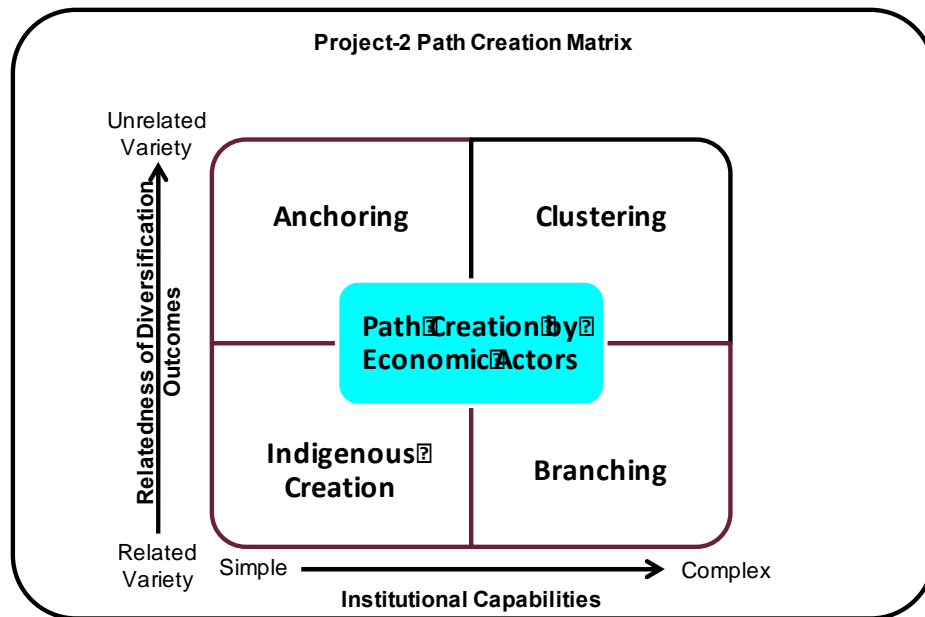 Project-2 Path Creation Matrix
Unrelated
Variety
Relatedness of Diversification
Outcomes
Anchoring
Clustering
Path Creation by
Economic Actors
Indigenous
Creation
Branching
Related
Variety
Simple
Complex
Institutional Capabilities